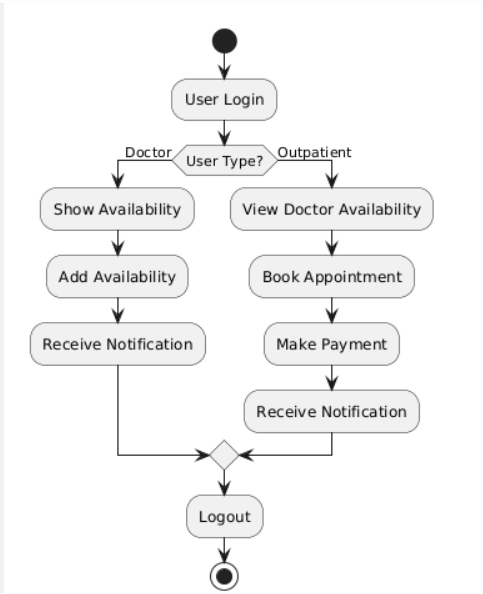 User Login
Doctor
User Type?
Outpatient
Show Availability
View Doctor Availability
Add Availability
Book Appointment
Receive Notification
Make Payment
Receive Notification
Logout